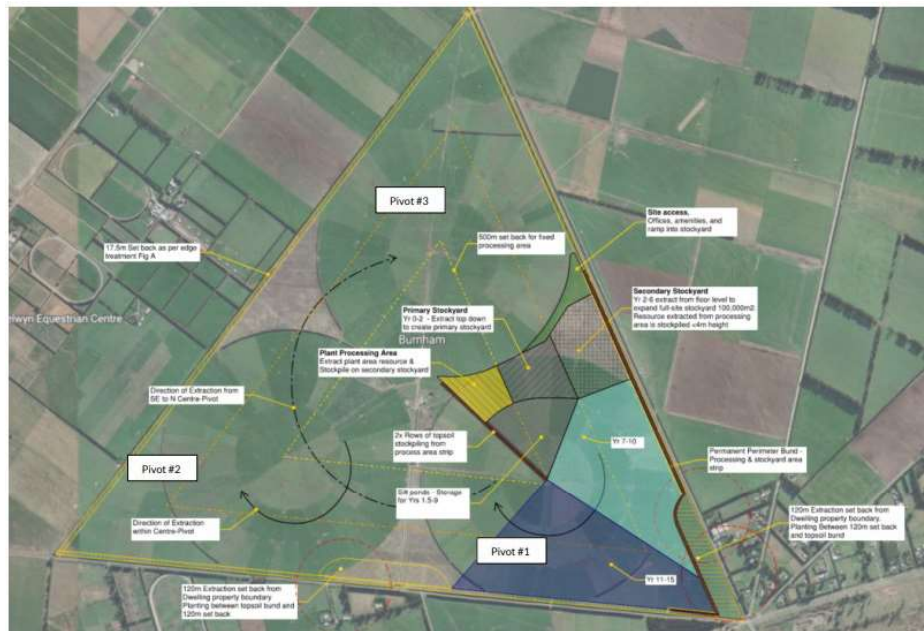 Pivot #3
Site access,
Offices, amenities, and
ramp into stockyard
500m set back for fixed
processing area
17.5m Set back as per edge
treatment Fig A
Secondary Stockyard
Yr 2-6 extract from floor level to
expand full-site stockyard 100,000m2.
Resource extracted from processing
area is stockpiled <4m height
Primary Stockyard
Yr 0-2 - Extract top down
to create primary stockyard
Equestrian Centre
Burnham
Plant Processing Area
Extract plant area resource &
Stockpile on secondary stockyard
Direction of Extraction from
SE to N Centre-Pivot
2x Rows of topsoil
stockpiling from
process area strip
Yr 7-10
Permanent Perimeter Bund -
Processing & stockyard area
strip
Pivot #2
Silt ponds - Storage
for Yrs 1.5-9
120m Extraction set back from
Dwelling property boundary.
Planting Between 120m set back
and topsoil bund
Direction of Extraction
within Centre-Pivot
Pivot #1
Yr 11-15
120m Extraction set back from
Dwelling property boundary
Planting between topsoil bund and
120m set back